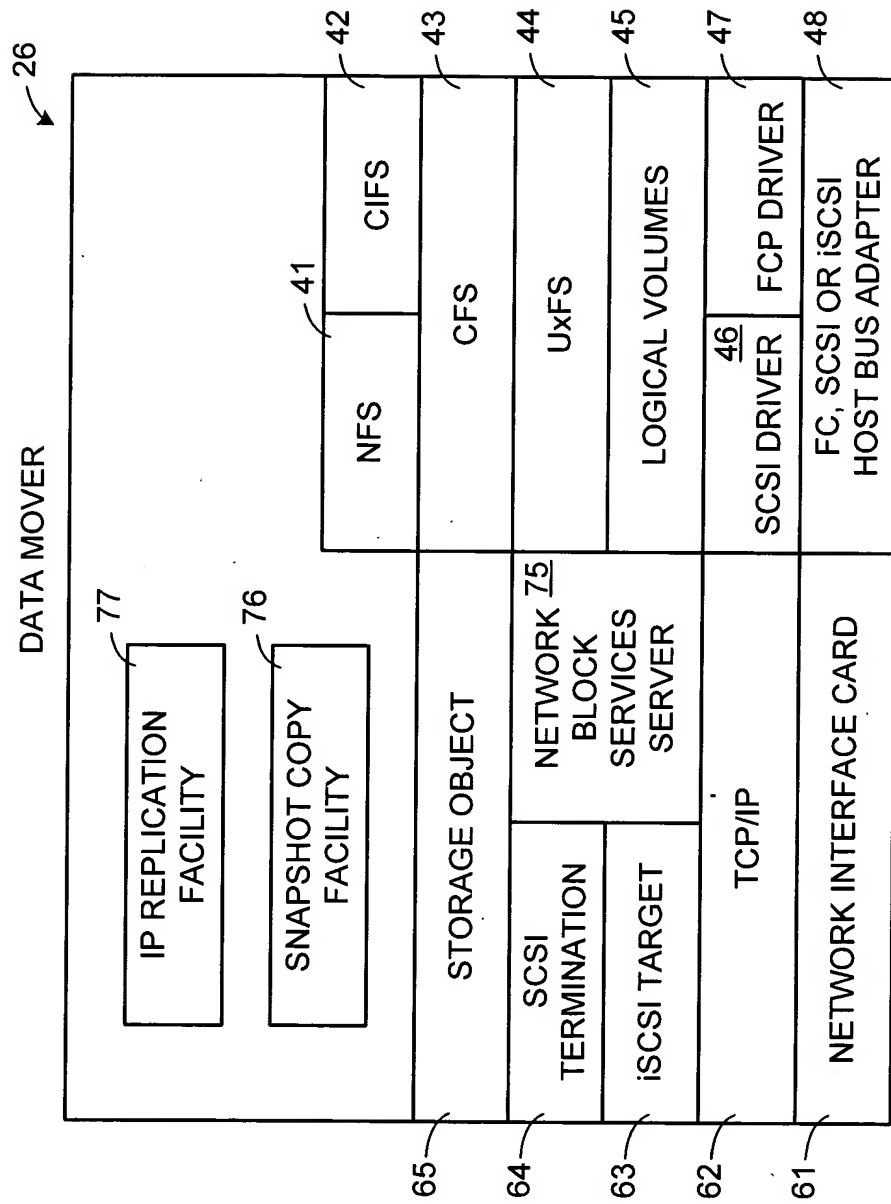 DATA MOVER
26
77
IP REPLICATION
FACILITY
76
SNAPSHOT COPY
FACILITY
41
NFS
CIFS
42
65
STORAGE OBJECT
CFS
43
64
SCSI
TERMINATION
NETWORK
BLOCK
SERVICES
SERVER
75
UxFS
44
63
iSCSI TARGET
LOGICAL VOLUMES
45
62
TCP/IP
SCSI DRIVER
46
FCP DRIVER
47
61
NETWORK INTERFACE CARD
FC, SCSI OR iSCSI
HOST BUS ADAPTER
48